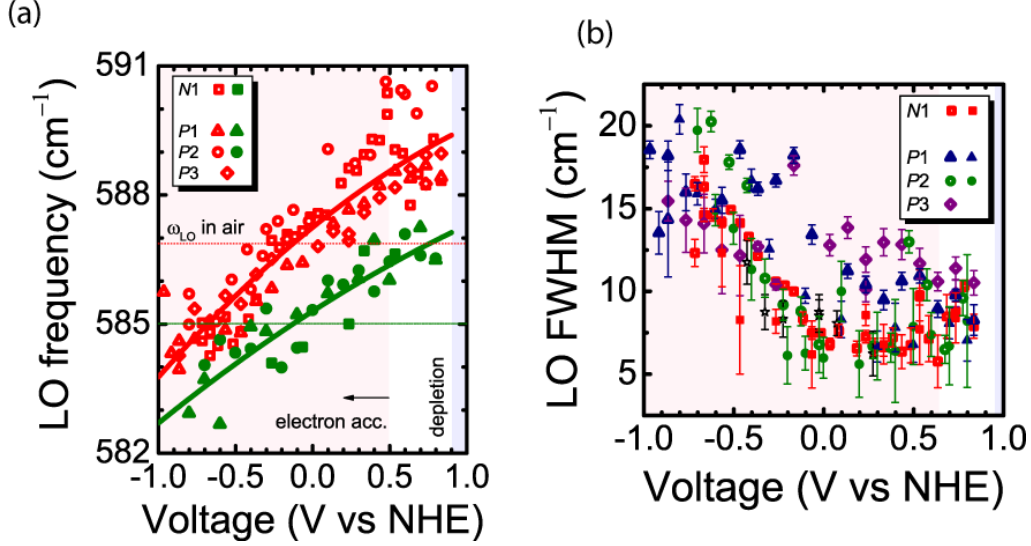 (a)
LO frequency (cm⁻¹)
591
588
585
582
N1
P1
P2
P3
ω_LO in air
electron acc.
depletion
-1.0
-0.5
0.0
0.5
1.0
Voltage (V vs NHE)
(b)
LO FWHM (cm⁻¹)
20
15
10
5
N1
P1
P2
P3
-1.0
-0.5
0.0
0.5
1.0
Voltage (V vs NHE)